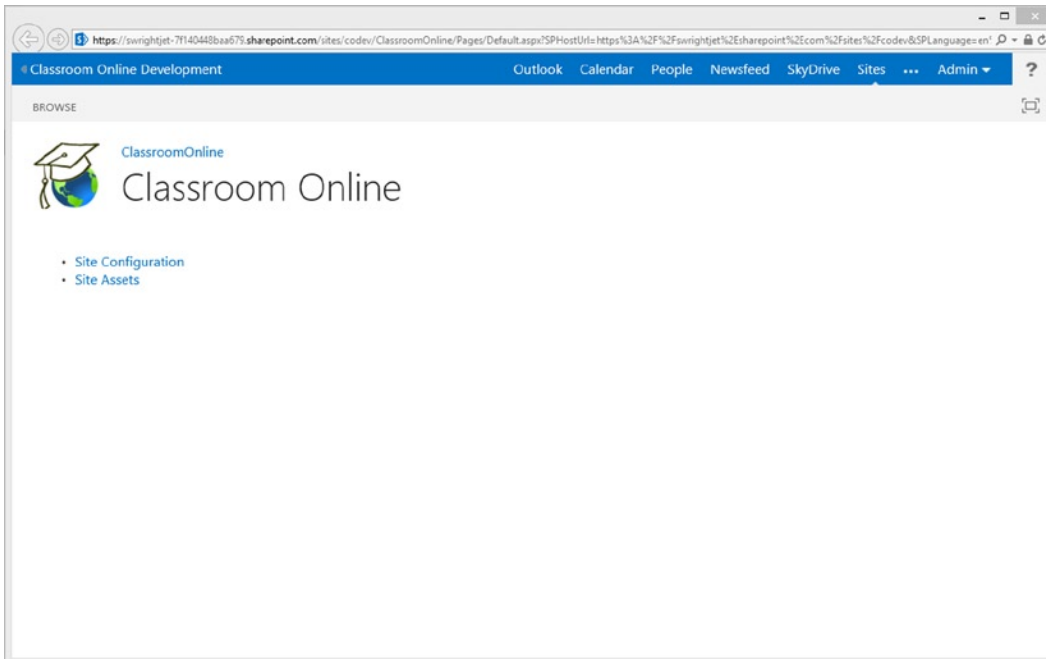 https://swrightjet-7f140448baa679.sharepoint.com/sites/codev/ClassroomOnline/Pages/Default.aspx?SPHostUrl=https%3A%2F%2Fswrightjet%2Esharepoint%2Ecom%2Fsites%2Fcodev&SPLanguage=en'
Classroom Online Development
Outlook Calendar People Newsfeed SkyDrive Sites ••• Admin
?
BROWSE
ClassroomOnline
Classroom Online
• Site Configuration
• Site Assets